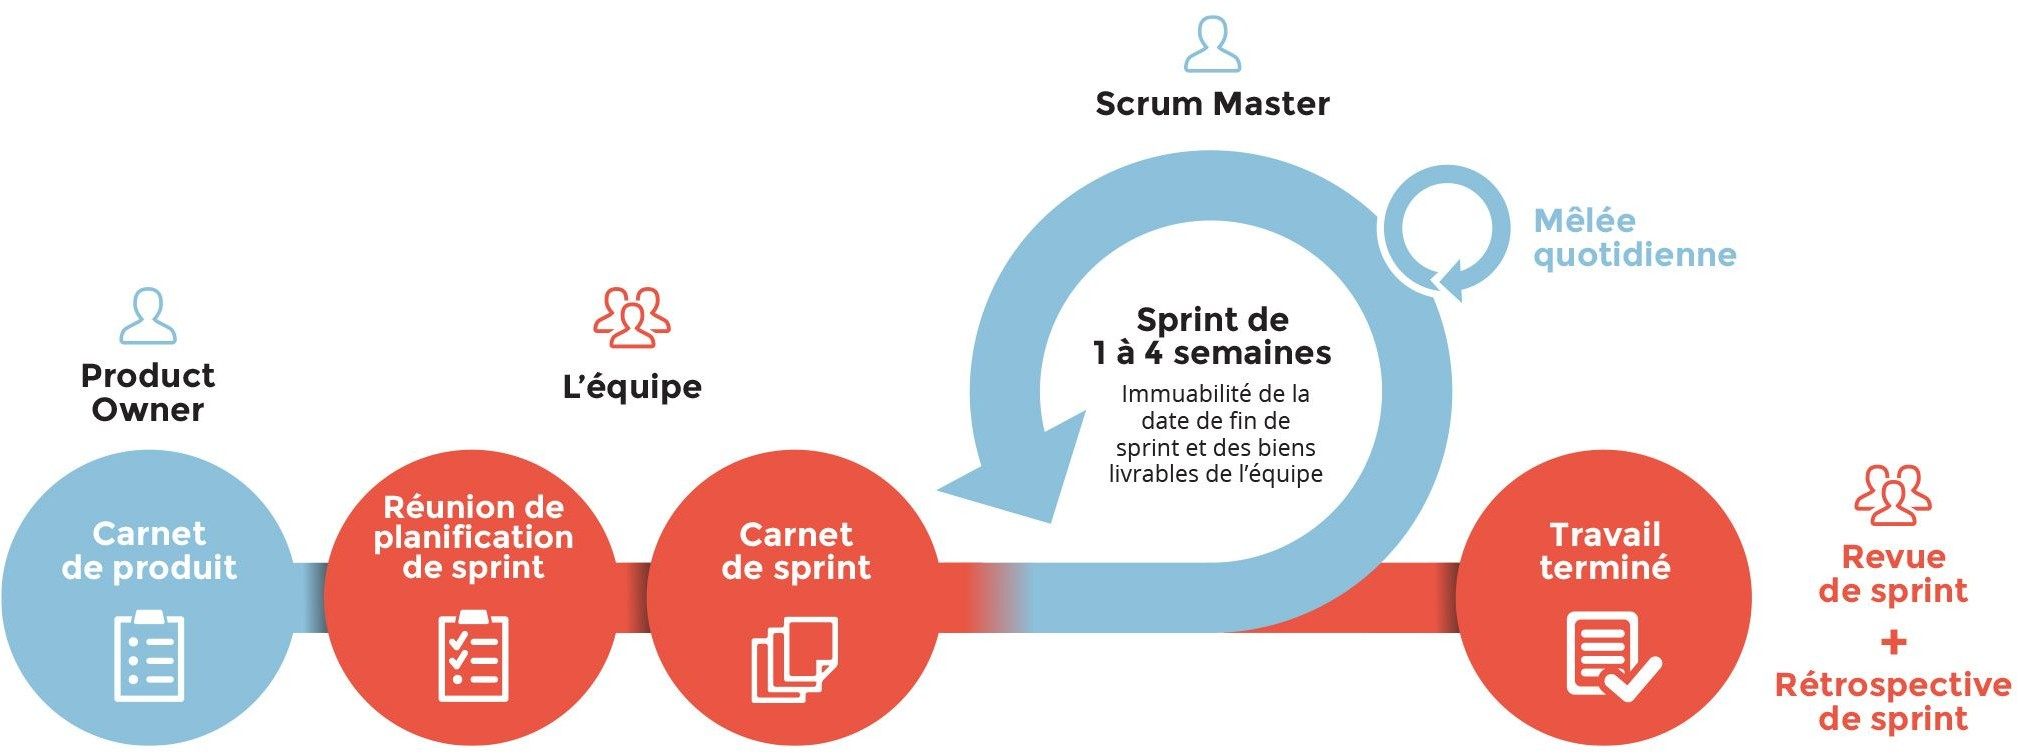 Scrum Master
Mêlée
quotidienne
Sprint de
1 à 4 semaines
Immuabilité de la
date de fin de
sprint et des biens
livrables de l'équipe
Product
Owner
L'équipe
Carnet
de produit
Réunion de
planification
de sprint
Carnet
de sprint
Travail
terminé
Revue
de sprint
+
Rétrospective
de sprint